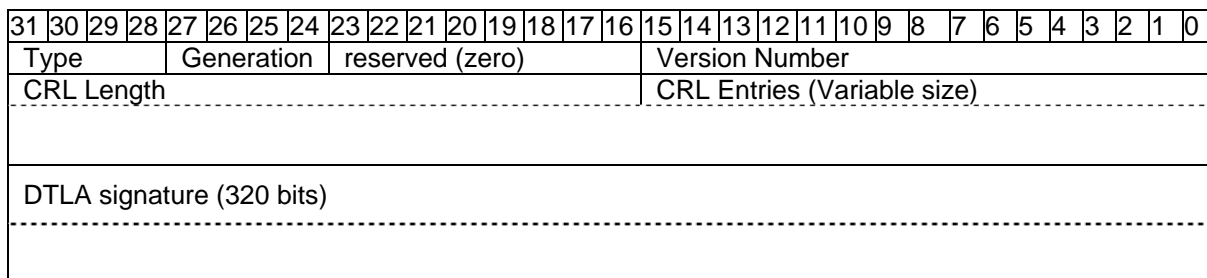 31 30 29 28 27 26 25 24 23 22 21 20 19 18 17 16 15 14 13 12 11 10 9 8 7 6 5 4 3 2 1 0
Type Generation reserved (zero) Version Number
CRL Length CRL Entries (Variable size)
DTLA signature (320 bits)